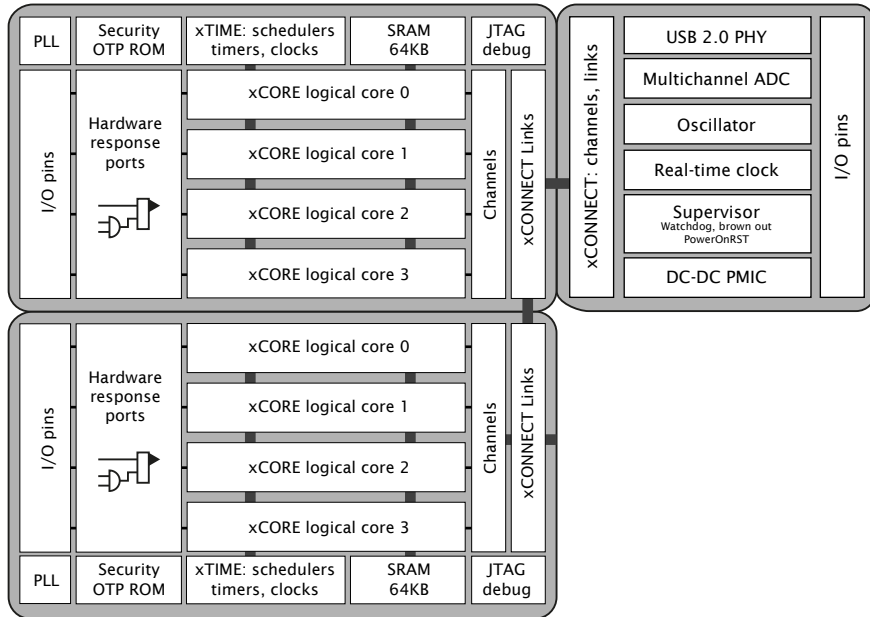 PLL
Security
OTP ROM
xTIME: schedulers
timers, clocks
SRAM
64KB
JTAG
debug
I/O pins
Hardware
response
ports
xCORE logical core 0
xCORE logical core 1
xCORE logical core 2
xCORE logical core 3
Channels
xCONNECT Links
xCONNECT: channels, links
USB 2.0 PHY
Multichannel ADC
Oscillator
Real-time clock
Supervisor
Watchdog, brown out
PowerOnRST
DC-DC PMIC
I/O pins
I/O pins
Hardware
response
ports
xCORE logical core 0
xCORE logical core 1
xCORE logical core 2
xCORE logical core 3
Channels
xCONNECT Links
PLL
Security
OTP ROM
xTIME: schedulers
timers, clocks
SRAM
64KB
JTAG
debug